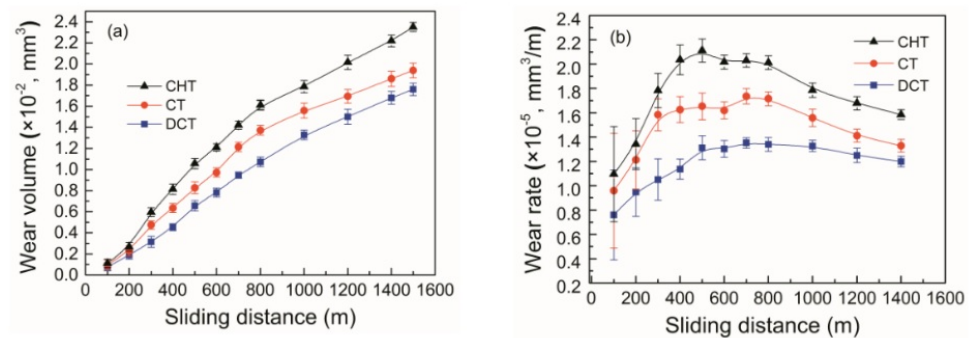 (a)
CHT
CT
DCT
Wear volume (×10⁻², mm³)
2.4
2.2
2.0
1.8
1.6
1.4
1.2
1.0
0.8
0.6
0.4
0.2
0.0
0 200 400 600 800 1000 1200 1400 1600
Sliding distance (m)
(b)
CHT
CT
DCT
Wear rate (×10⁻⁵, mm³/m)
2.4
2.2
2.0
1.8
1.6
1.4
1.2
1.0
0.8
0.6
0.4
0.2
0 200 400 600 800 1000 1200 1400 1600
Sliding distance (m)